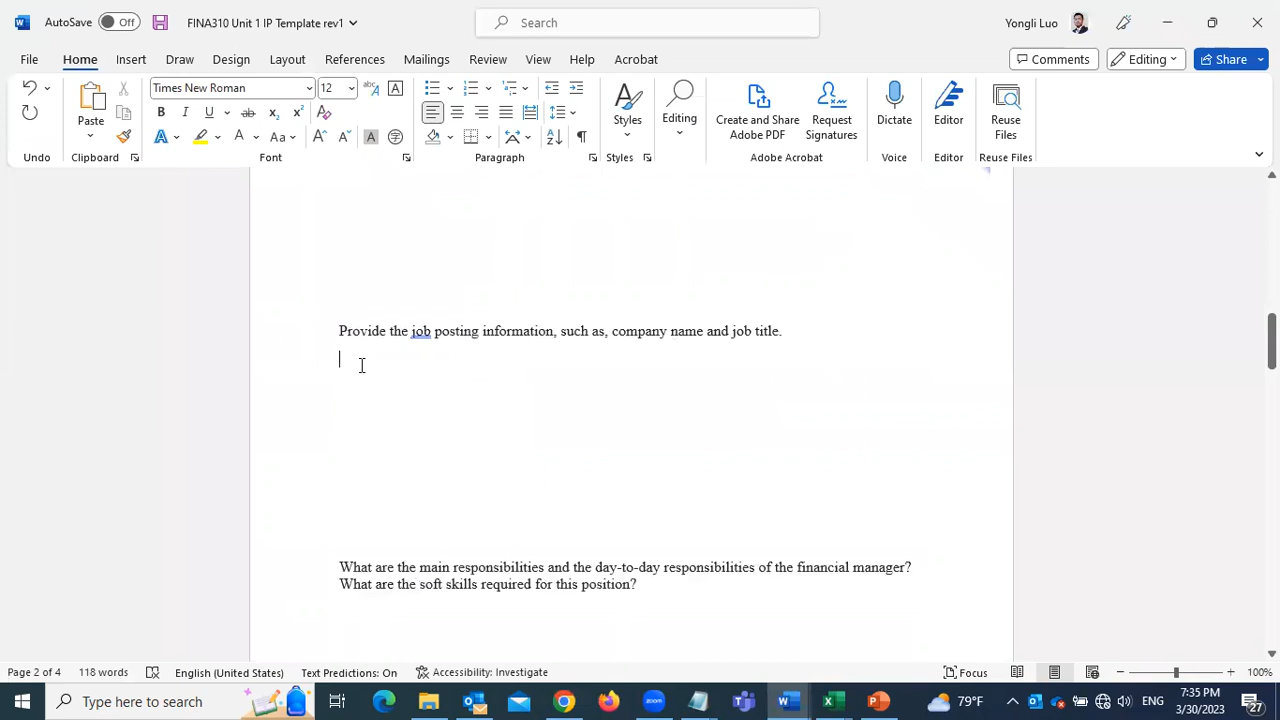 AutoSave Off FINA310 Unit 1 IP Template rev1 Search Yongli Luo
File Home Insert Draw Design Layout References Mailings Review View Help Acrobat Comments Editing Share
Times New Roman 12
Paste
Styles
Editing
Create and Share
Adobe PDF
Request
Signatures
Dictate
Editor
Reuse
Files
Undo Clipboard Font Paragraph Styles Adobe Acrobat Voice Editor Reuse Files
Provide the job posting information, such as, company name and job title.
What are the main responsibilities and the day-to-day responsibilities of the financial manager?
What are the soft skills required for this position?
Page 2 of 4 118 words English (United States) Text Predictions: On Accessibility: Investigate Focus 100%
Type here to search 79°F ENG 7:35 PM
3/30/2023 27